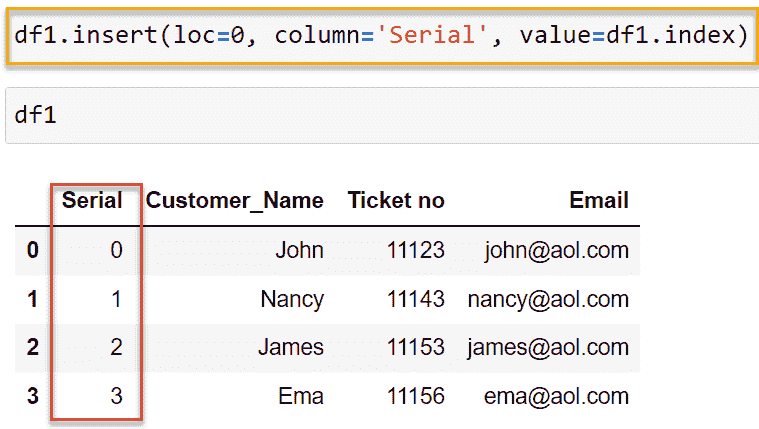 df1.insert(loc=0, column='Serial', value=df1.index)
df1
Serial Customer_Name Ticket no Email
0 0 John 11123 john@aol.com
1 1 Nancy 11143 nancy@aol.com
2 2 James 11153 james@aol.com
3 3 Ema 11156 ema@aol.com